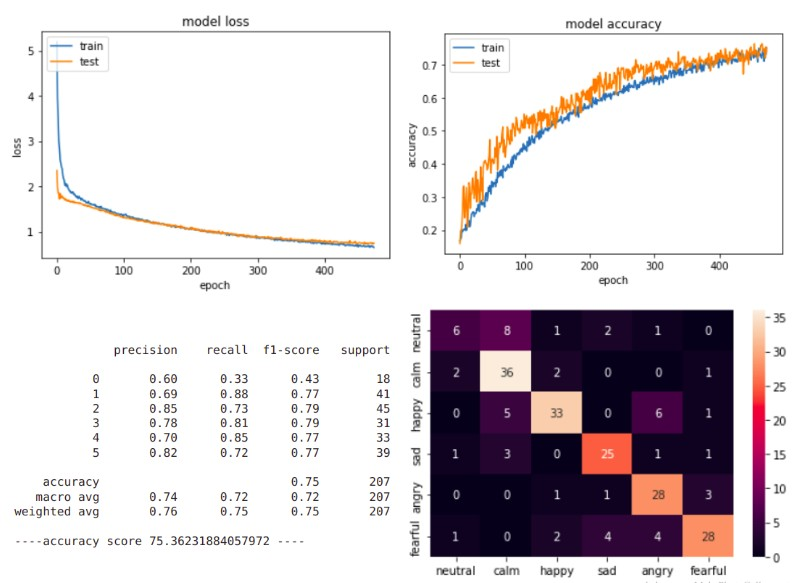 model loss
train
test
5
4
3
2
1
loss
0 100 200 300 400
epoch
model accuracy
train
test
0.7
0.6
0.5
0.4
0.3
0.2
accuracy
0 100 200 300 400
epoch
precision recall f1-score support
0 0.60 0.33 0.43 18
1 0.69 0.88 0.77 41
2 0.85 0.73 0.79 45
3 0.78 0.81 0.79 31
4 0.70 0.85 0.77 33
5 0.82 0.72 0.77 39
accuracy 0.75 207
macro avg 0.74 0.72 0.72 207
weighted avg 0.76 0.75 0.75 207
----accuracy score 75.36231884057972 ----
neutral 6 8 1 2 1 0
calm 2 36 2 0 0 1
happy 0 5 33 0 6 1
sad 1 3 0 25 1 1
angry 0 0 1 1 28 3
fearful 1 0 2 4 4 28
neutral calm happy sad angry fearful
35
30
25
20
15
10
5
0